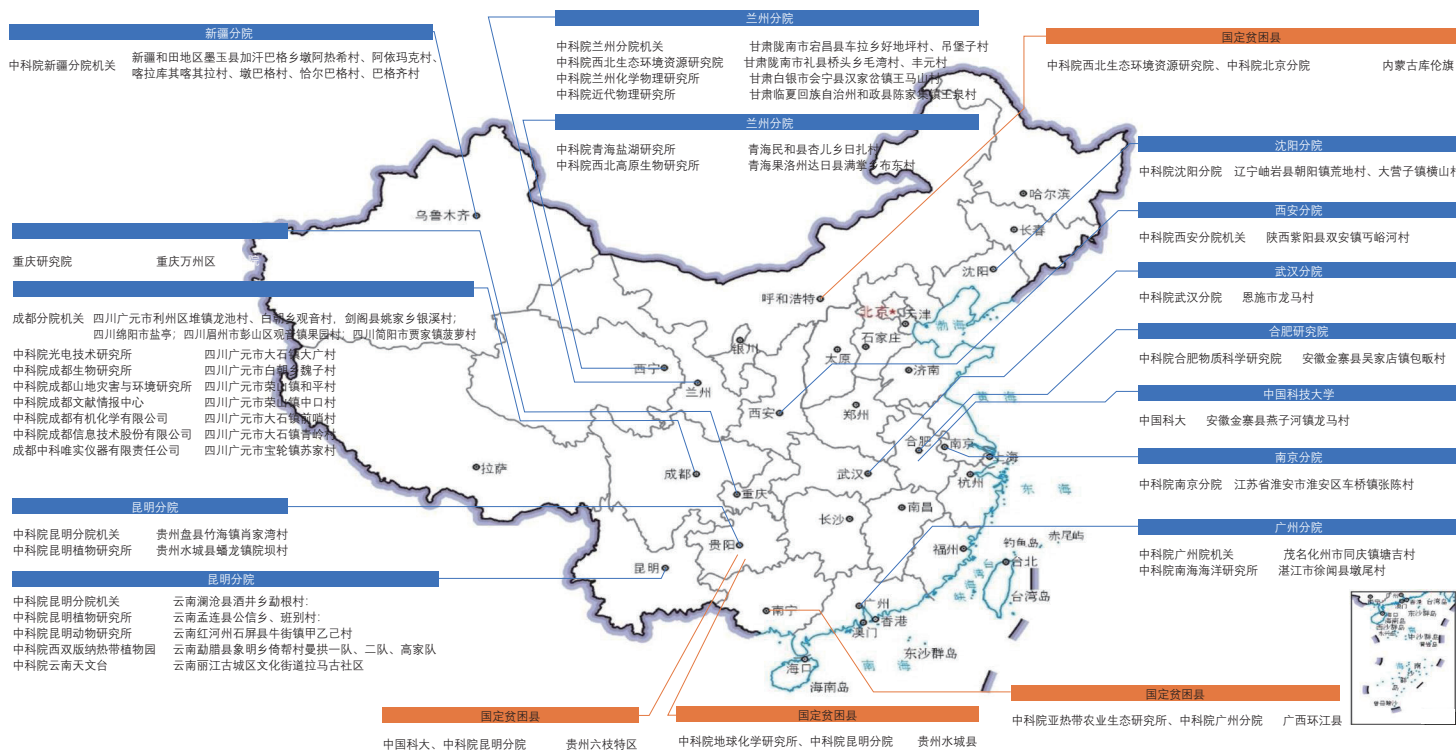 新疆分院
中科院新疆分院机关 新疆和田地区墨玉县加汗巴格乡墩阿热希村、阿依玛克村、
喀拉库其喀其拉村、墩巴格村、恰尔巴格村、巴格齐村
兰州分院
中科院兰州分院机关 甘肃陇南市宕昌县车拉乡好地坪村、吊堡子村
中科院西北生态环境资源研究院 甘肃陇南市礼县桥头乡毛湾村、丰元村
中科院兰州化学物理研究所 甘肃白银市会宁县汉家岔镇王马山村
中科院近代物理研究所 甘肃临夏回族自治州和政县陈家集镇王泉村
兰州分院
中科院青海盐湖研究所 青海民和县杏儿乡日扎村
中科院西北高原生物研究所 青海果洛州达日县满掌乡布东村
国定贫困县
中科院西北生态环境资源研究院、中科院北京分院 内蒙古库伦旗
沈阳分院
中科院沈阳分院 辽宁岫岩县朝阳镇荒地村、大营子镇横山村
西安分院
中科院西安分院机关 陕西紫阳县双安镇丐峪河村
武汉分院
中科院武汉分院 恩施市龙马村
合肥研究院
中科院合肥物质科学研究院 安徽金寨县吴家店镇包畈村
中国科技大学
中国科大 安徽金寨县燕子河镇龙马村
南京分院
中科院南京分院 江苏省淮安市淮安区车桥镇张陈村
广州分院
中科院广州院机关 茂名化州市同庆镇塘吉村
中科院南海海洋研究所 湛江市徐闻县墩尾村
重庆研究院 重庆万州区
成都分院机关 四川广元市利州区堆镇龙池村、白朝乡观音村，剑阁县姚家乡银溪村；
四川绵阳市盐亭；四川眉州市彭山区观音镇果园村；四川简阳市贾家镇菠萝村
中科院光电技术研究所 四川广元市大石镇大广村
中科院成都生物研究所 四川广元市白朝乡魏子村
中科院成都山地灾害与环境研究所 四川广元市荣山镇和平村
中科院成都文献情报中心 四川广元市荣山镇中口村
中科院成都有机化学有限公司 四川广元市大石镇前哨村
中科院成都信息技术股份有限公司 四川广元市大石镇青岭村
成都中科唯实仪器有限责任公司 四川广元市宝轮镇苏家村
昆明分院
中科院昆明分院机关 贵州盘县竹海镇肖家湾村
中科院昆明植物研究所 贵州水城县蟠龙镇院坝村
昆明分院
中科院昆明分院机关 云南澜沧县酒井乡勐根村:
中科院昆明植物研究所 云南孟连县公信乡、班别村:
中科院昆明动物研究所 云南红河州石屏县牛街镇甲乙己村
中科院西双版纳热带植物园 云南勐腊县象明乡倚帮村曼拱一队、二队、高家队
中科院云南天文台 云南丽江古城区文化街道拉马古社区
国定贫困县
中国科大、中科院昆明分院 贵州六枝特区
国定贫困县
中科院地球化学研究所、中科院昆明分院 贵州水城县
国定贫困县
中科院亚热带农业生态研究所、中科院广州分院 广西环江县
乌鲁木齐
哈尔滨
长春
沈阳
呼和浩特
北京
天津
渤海
石家庄
太原
银川
济南
西宁
兰州
黄海
西安
郑州
合肥
南京
上海
拉萨
成都
武汉
杭州
东海
重庆
南昌
长沙
贵阳
福州
钓鱼岛
赤尾屿
台北
台湾海峡
台湾岛
昆明
南宁
广州
香港
澳门
东沙群岛
南海
海口
海南岛
台湾岛
东沙群岛
海南岛
西沙群岛
中沙群岛